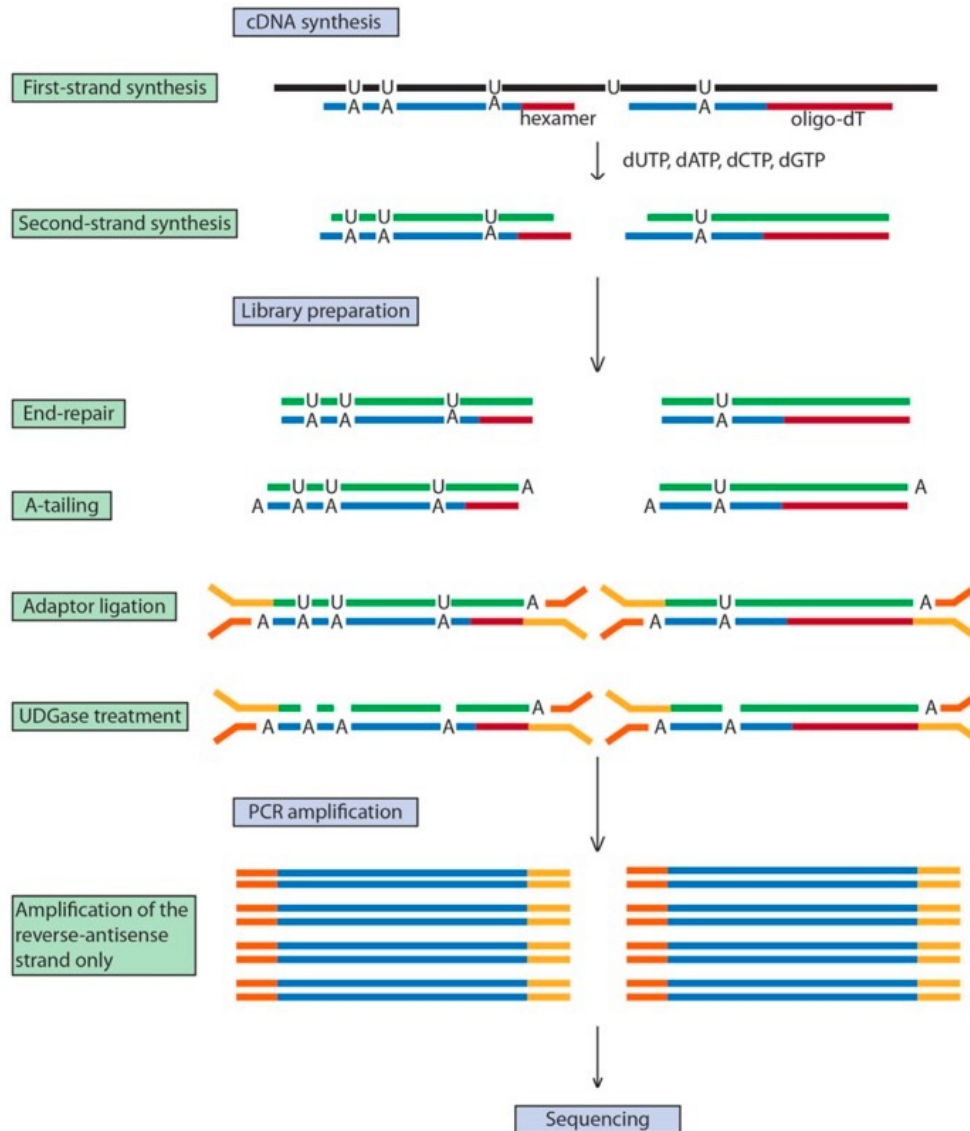 cDNA synthesis
First-strand synthesis
U U U U U
A A A A
hexamer oligo-dT
dUTP, dATP, dCTP, dGTP
Second-strand synthesis
U U U U
A A A A
Library preparation
End-repair
U U U U
A A A A
A-tailing
U U U A U A
A A A A A A
Adaptor ligation
U U U A U A
A A A A A A A
UDGase treatment
A A
A A A A A A
PCR amplification
Amplification of the
reverse-antisense
strand only
Sequencing